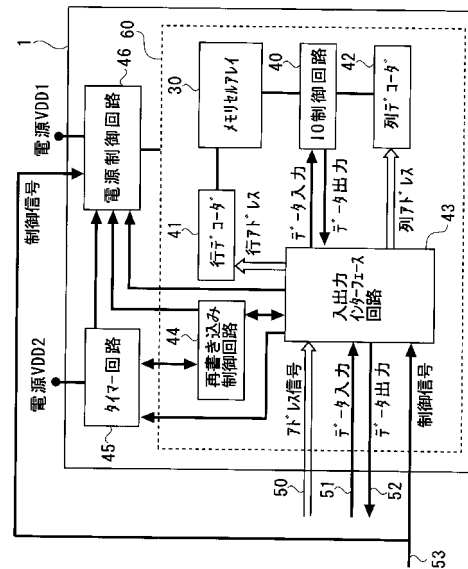 1
60
制御信号
電源VDD1
46
電源制御回路
電源VDD2
タイマー回路
45
44
再書き込み
制御回路
41
行デコーダ
行アドレス
30
メモリセルアレイ
40
IO制御回路
42
列デコーダ
データ入力
データ出力
列アドレス
43
入出力
インターフェース
回路
アドレス信号
50
データ入力
51
データ出力
52
制御信号
53